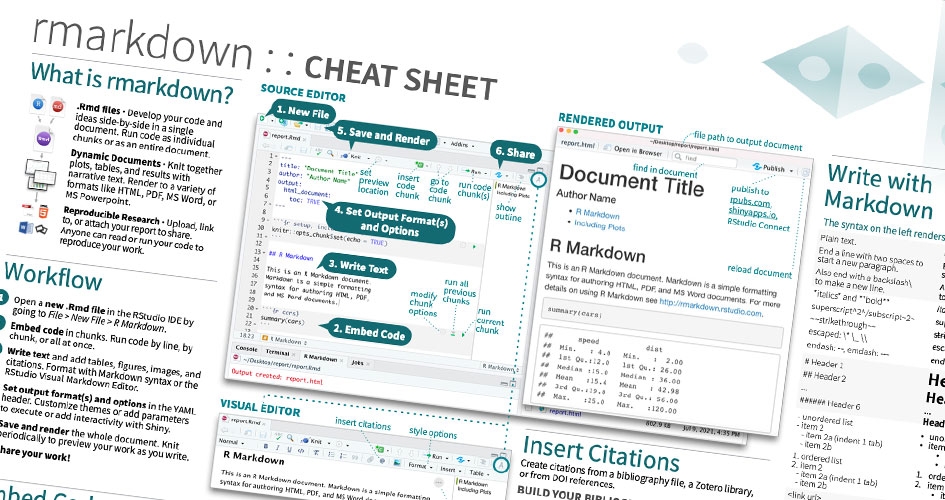 rmarkdown : : CHEAT SHEET
What is rmarkdown?
.Rmd files · Develop your code and
ideas side-by-side in a single
document. Run code as individual
chunks or as an entire document.
Dynamic Documents · Knit together
plots, tables, and results with
narrative text. Render to a variety of
formats like HTML, PDF, MS Word, or
MS Powerpoint.
Reproducible Research · Upload, link
to, or attach your report to share.
Anyone can read or run your code to
reproduce your work.
Workflow
1
Open a new .Rmd file in the RStudio IDE by
going to File > New File > R Markdown.
Embed code in chunks. Run code by line, by
chunk, or all at once.
Write text and add tables, figures, images, and
citations. Format with Markdown syntax or the
RStudio Visual Markdown Editor.
Set output format(s) and options in the YAML
header. Customize themes or add parameters
to execute or add interactivity with Shiny.
Save and render the whole document. Knit
periodically to preview your work as you write.
hare your work!
SOURCE EDITOR
1. New File
5. Save and Render
6. Share
report.Rmd
Addins
Knit
Run
title: "Document Title"
author: "Author Name"
output:
html_document:
toc: TRUE
set
preview
location
insert
code
chunk
go to
code
chunk
run code
chunk(s)
show
outline
R Markdown
Including Plots
4. Set Output Format(s)
and Options
knitr::opts_chunk$set(echo = TRUE)
3. Write Text
## R Markdown
This is an R Markdown document.
Markdown is a simple formatting
syntax for authoring HTML, PDF,
and MS Word documents.
modify
chunk
options
run all
previous
chunks
run
current
chunk
2. Embed Code
```{r cars}
summary(cars)
18:23
R Markdown
Console Terminal R Markdown Jobs
~/Desktop/report/report.Rmd
Output created: report.html
RENDERED OUTPUT
file path to output document
~/Desktop/report/report.html
report.html
Open in Browser
Find
Publish
find in document
Document Title
Author Name
R Markdown
Including Plots
publish to
rpubs.com,
shinyapps.io,
RStudio Connect
reload document
R Markdown
This is an R Markdown document. Markdown is a simple formatting
syntax for authoring HTML, PDF, and MS Word documents. For more
details on using R Markdown see http://rmarkdown.rstudio.com.
summary(cars)
## speed dist
## Min. : 4.0 Min. : 2.00
## 1st Qu.:12.0 1st Qu.: 26.00
## Median :15.0 Median : 36.00
## Mean :15.4 Mean : 42.98
## 3rd Qu.:19.0 3rd Qu.: 56.00
## Max. :25.0 Max. :120.00
report.html
802.9 KB
Jul 9, 2021, 4:35 PM
VISUAL EDITOR
insert citations
style options
report.Rmd
Knit
Run
Normal
Format
Insert
Table
R Markdown
This is an R Markdown document. Markdown is a simple formatting
syntax for authoring HTML, PDF, and MS Word documents. For more
R Markdown
Including Plots
Insert Citations
Create citations from a bibliography file, a Zotero library,
or from DOI references.
Write with
Markdown
The syntax on the left renders
Plain text.
End a line with two spaces to
start a new paragraph.
Also end with a backslash\
to make a new line.
*italics* and **bold**
superscript^2^/subscript~2~
~~strikethrough~~
escaped: \* \_ \\
endash: --, emdash: ---
# Header 1
## Header 2
...
###### Header 6
- unordered list
- item 2
- item 2a (indent 1 tab)
- item 2b
1. ordered list
2. item 2
- item 2a (indent 1 tab)
- item 2b